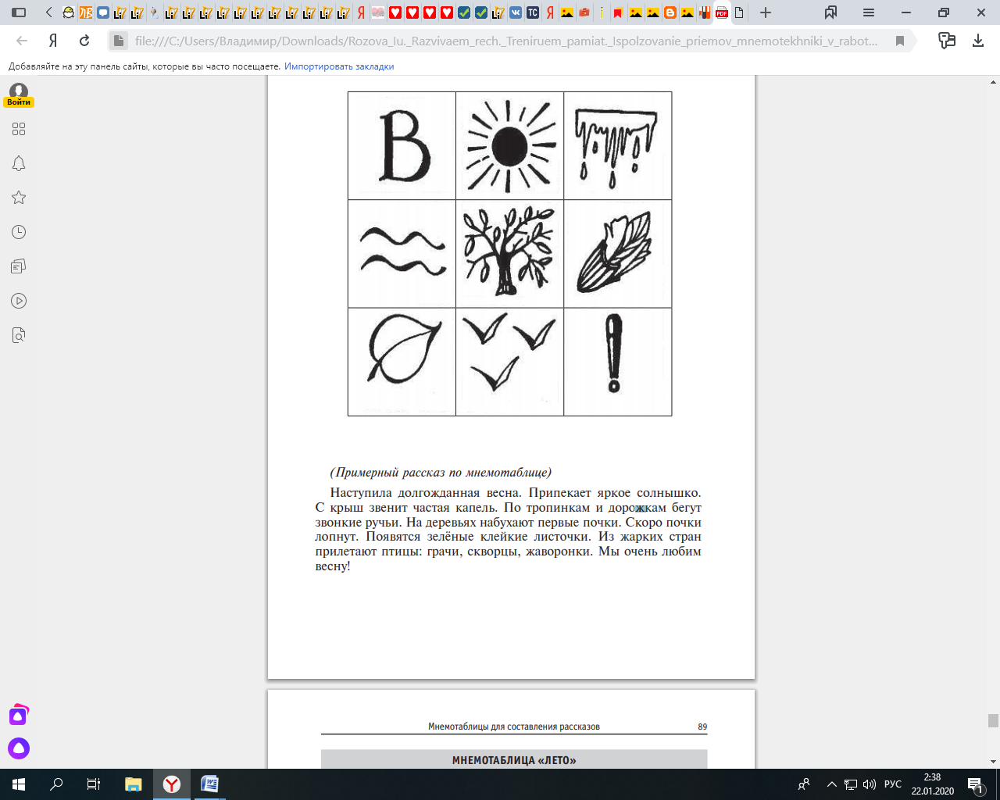 file:///C:/Users/Владимир/Downloads/Rozova_Iu._Razvivaem_rech._Treniruem_pamiat._Ispolzovanie_priemov_mnemotekhniki_v_rabot...
Добавляйте на эту панель сайты, которые вы часто посещаете. Импортировать закладки
Войти
В
(Примерный рассказ по мнемотаблице)
Наступила долгожданная весна. Припекает яркое солнышко.
С крыш звенит частая капель. По тропинкам и дорожкам бегут
звонкие ручьи. На деревьях набухают первые почки. Скоро почки
лопнут. Появятся зелёные клейкие листочки. Из жарких стран
прилетают птицы: грачи, скворцы, жаворонки. Мы очень любим
весну!
Мнемотаблицы для составления рассказов 89
МНЕМОТАБЛИЦА «ЛЕТО»
РУС
2:38
22.01.2020
1